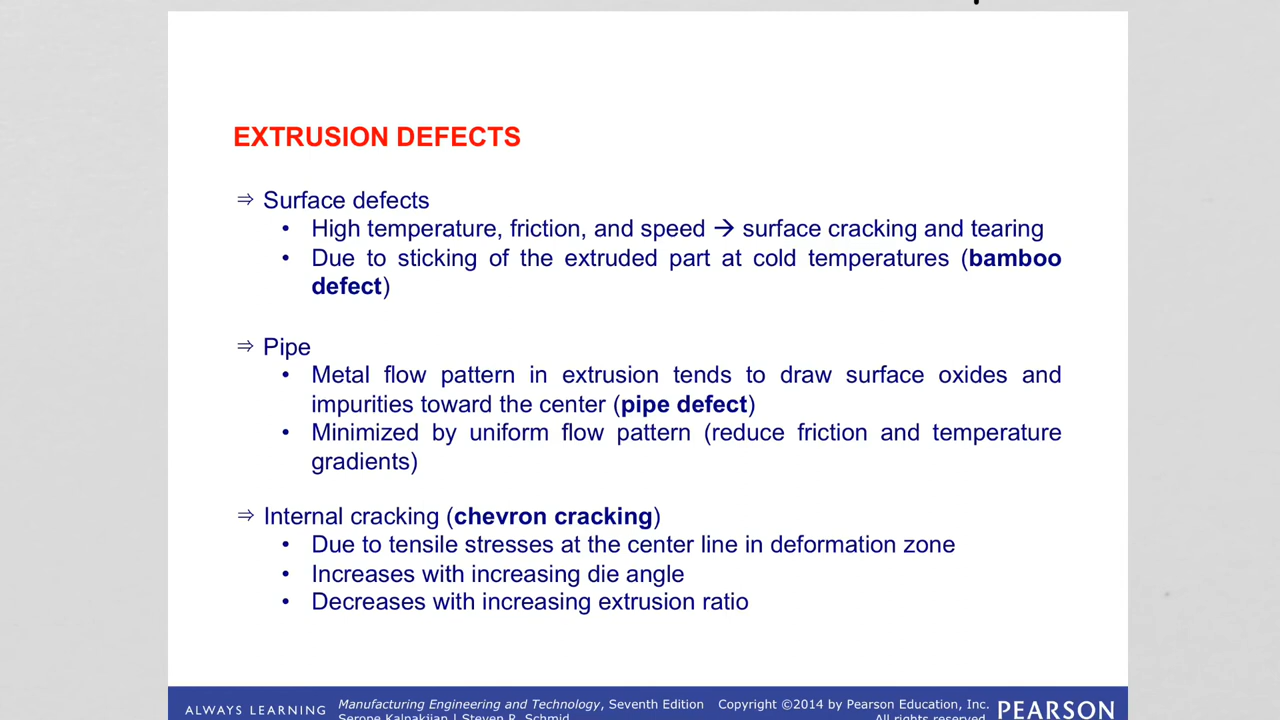 EXTRUSION DEFECTS
⇒ Surface defects
• High temperature, friction, and speed → surface cracking and tearing
• Due to sticking of the extruded part at cold temperatures (bamboo
defect)
⇒ Pipe
• Metal flow pattern in extrusion tends to draw surface oxides and
impurities toward the center (pipe defect)
• Minimized by uniform flow pattern (reduce friction and temperature
gradients)
⇒ Internal cracking (chevron cracking)
• Due to tensile stresses at the center line in deformation zone
• Increases with increasing die angle
• Decreases with increasing extrusion ratio
ALWAYS LEARNING
Manufacturing Engineering and Technology, Seventh Edition
Serope Kalpakjian | Steven R. Schmid
Copyright ©2014 by Pearson Education, Inc.
All rights reserved.
PEARSON